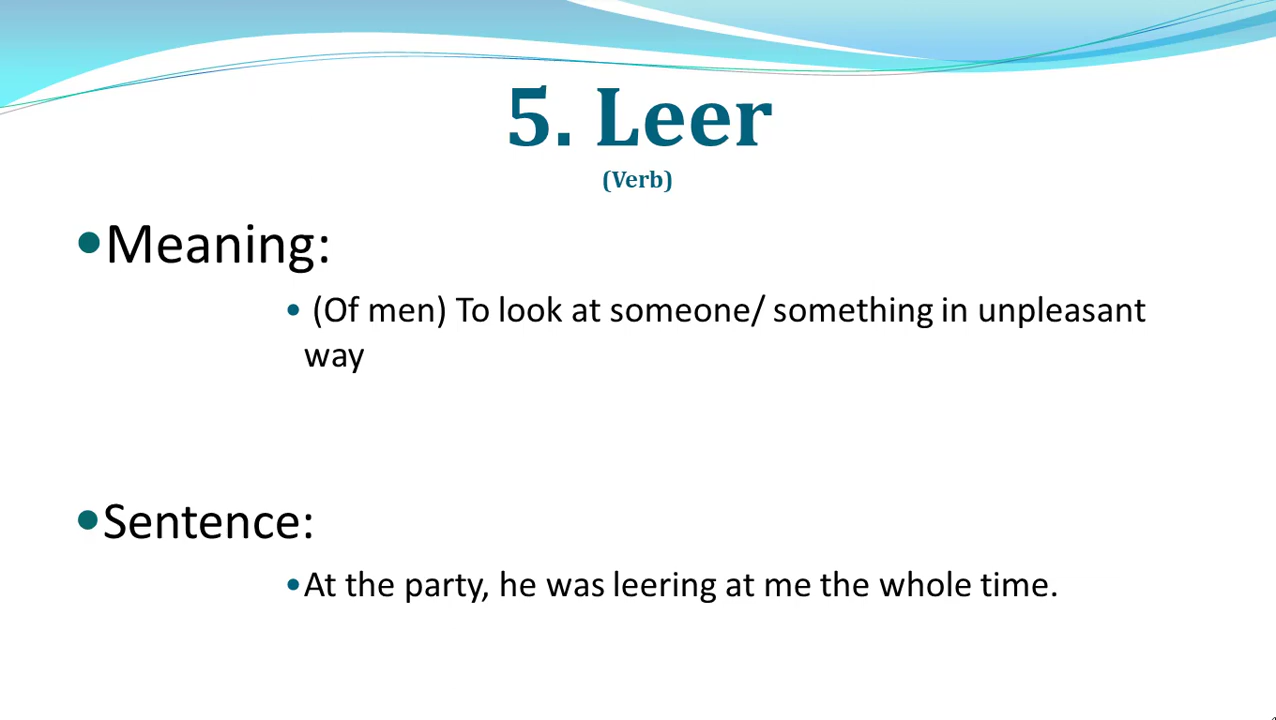 5. Leer
(Verb)
•Meaning:
• (Of men) To look at someone/ something in unpleasant
way
•Sentence:
•At the party, he was leering at me the whole time.